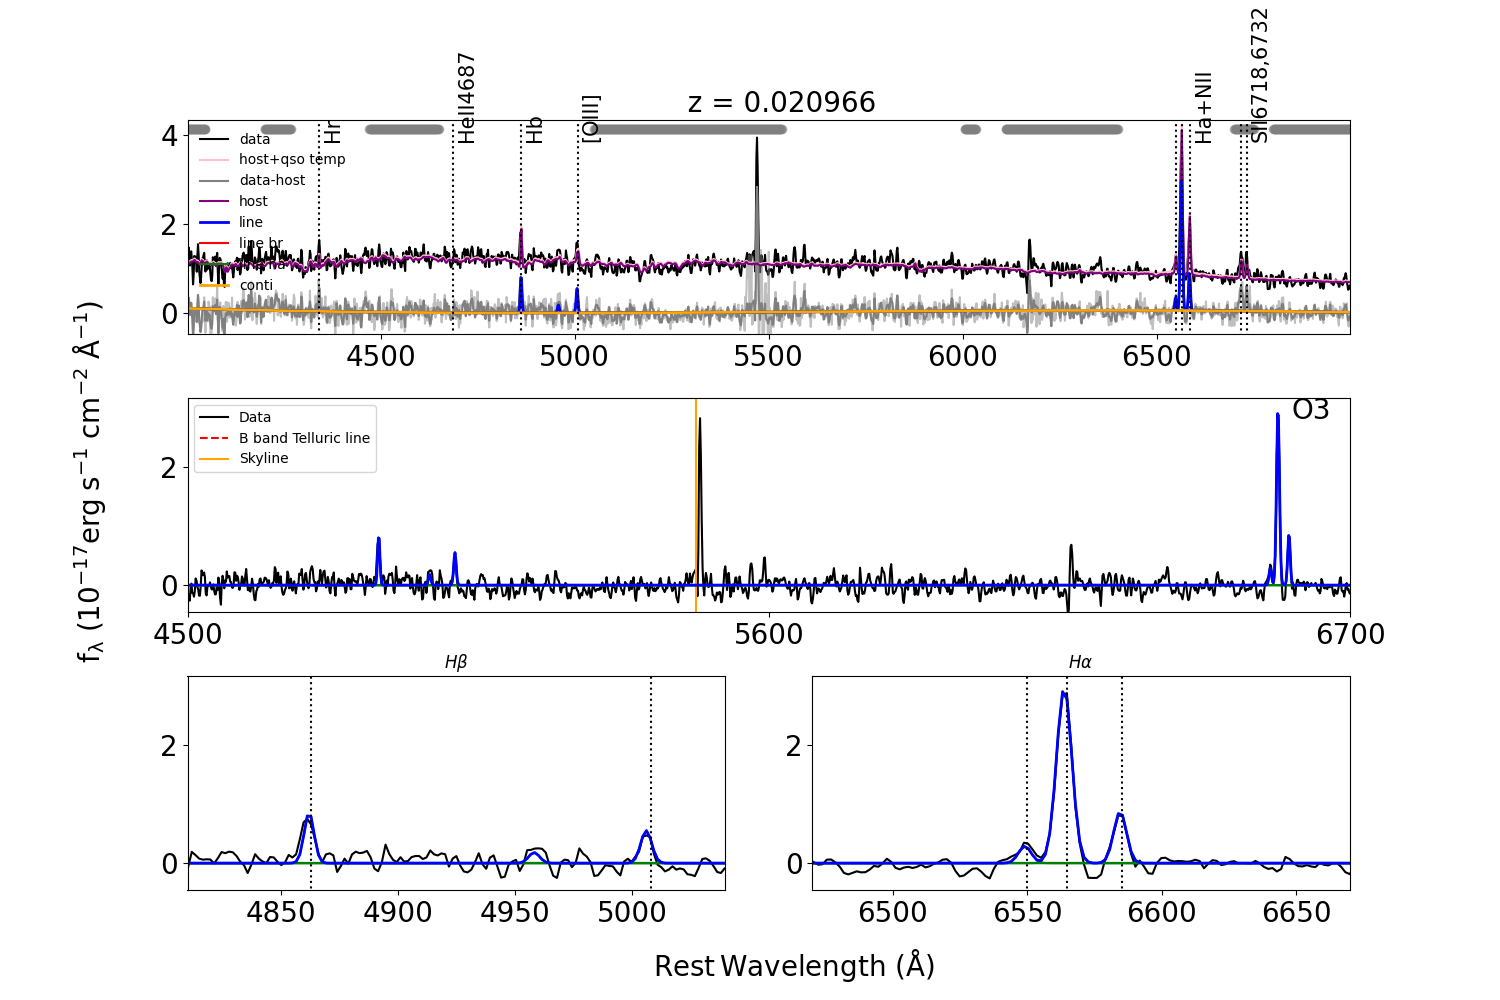 z = 0.020966
Hr
HeII4687
Hb
[OIII]
Ha+NII
SII6718,6732
data
host+qso temp
data-host
host
line
line br
conti
4
2
0
4500 5000 5500 6000 6500
Data
B band Telluric line
Skyline
O3
2
0
4500 5600 6700
fλ (10⁻¹⁷erg s⁻¹ cm⁻² Å⁻¹)
Hβ
2
0
4850 4900 4950 5000
Hα
2
0
6500 6550 6600 6650
Rest Wavelength (Å)